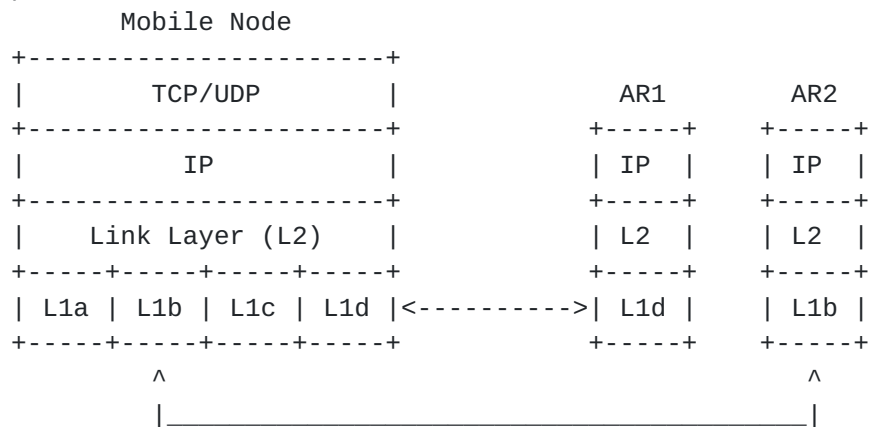 Mobile Node
TCP/UDP AR1 AR2
IP IP IP
Link Layer (L2) L2 L2
L1a L1b L1c L1d L1d L1b